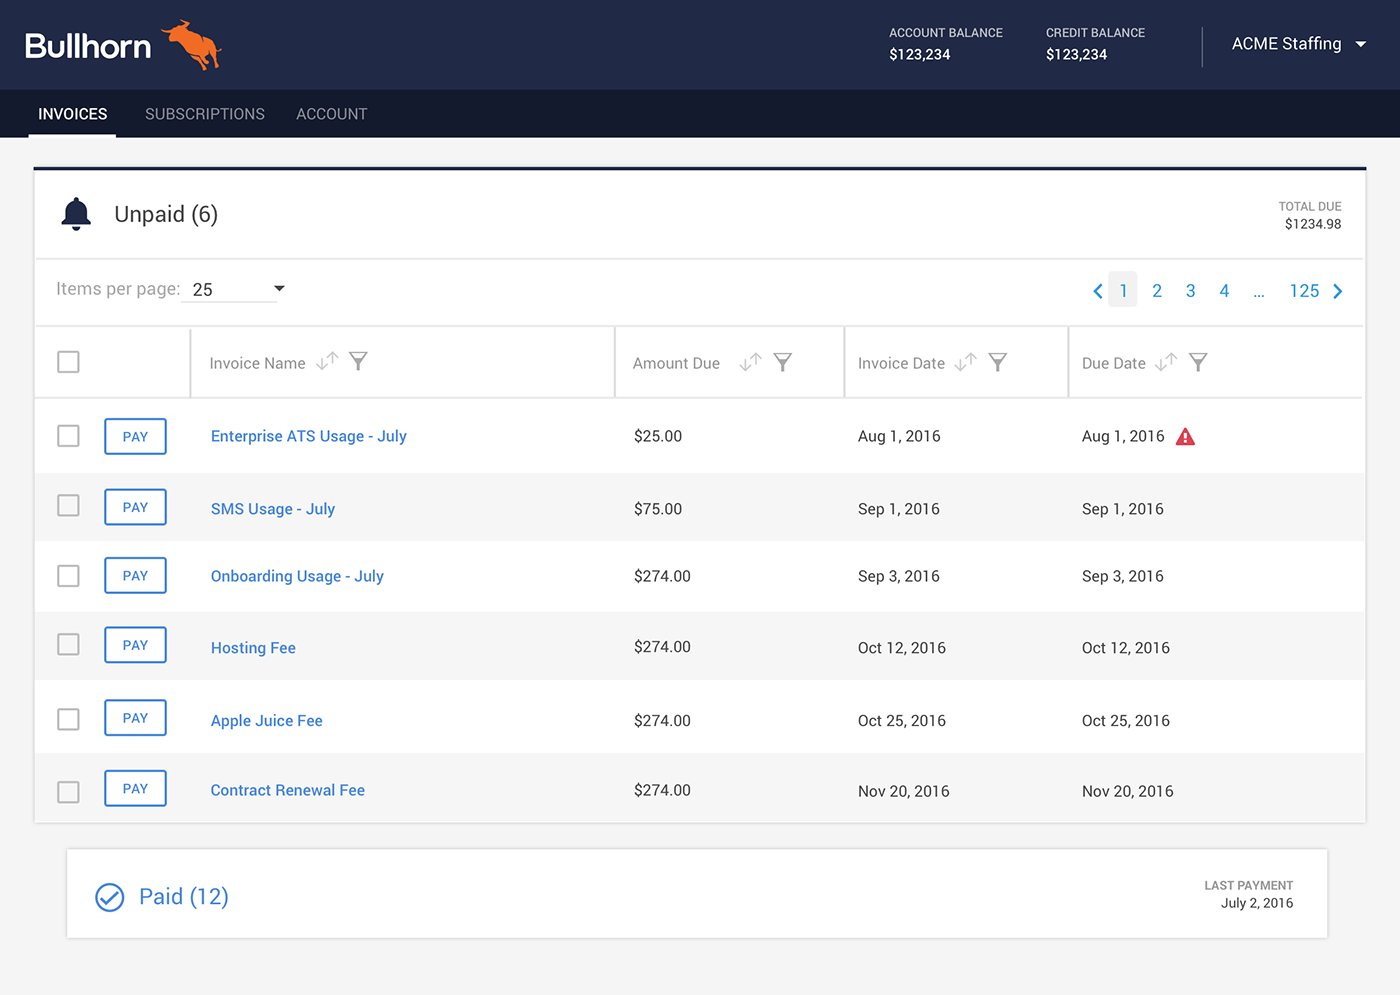 Bullhorn
ACCOUNT BALANCE
$123,234
CREDIT BALANCE
$123,234
ACME Staffing
INVOICES SUBSCRIPTIONS ACCOUNT
Unpaid (6)
TOTAL DUE
$1234.98
Items per page: 25
1 2 3 4 ... 125
Invoice Name Amount Due Invoice Date Due Date
PAY Enterprise ATS Usage - July $25.00 Aug 1, 2016 Aug 1, 2016
PAY SMS Usage - July $75.00 Sep 1, 2016 Sep 1, 2016
PAY Onboarding Usage - July $274.00 Sep 3, 2016 Sep 3, 2016
PAY Hosting Fee $274.00 Oct 12, 2016 Oct 12, 2016
PAY Apple Juice Fee $274.00 Oct 25, 2016 Oct 25, 2016
PAY Contract Renewal Fee $274.00 Nov 20, 2016 Nov 20, 2016
Paid (12)
LAST PAYMENT
July 2, 2016